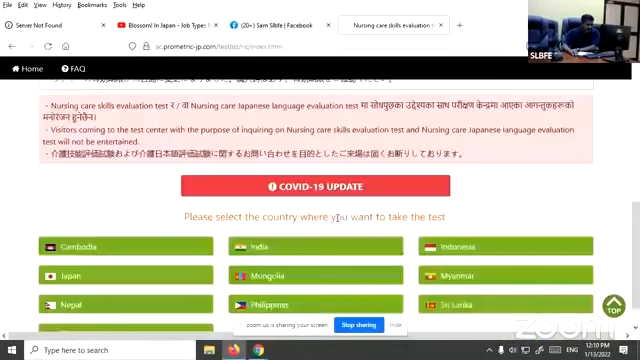 File Edit View History Bookmarks Tools Help
Server Not Found
Blossom! In Japan - Job Types N
(20+) Sam Slbfe | Facebook
Nursing care skills evaluation test
sc.prometric-jp.com/testlist/nc/index.html
SLBFE
Home
FAQ
• Nursing care skills evaluation test र / वा Nursing care Japanese language evaluation test मा सोधपुछका उद्देश्यका साथ परीक्षण केन्द्रमा आएका आगन्तुकहरूको
मनोरंजन हुनेछैन।
• Visitors coming to the test center with the purpose of inquiring on Nursing care skills evaluation test and Nursing care Japanese language evaluation
test will not be entertained.
• 介護技能評価試験および介護日本語評価試験に関するお問い合わせを目的としたご来場は固くお断りしております。
COVID-19 UPDATE
Please select the country where you want to take the test
Cambodia
India
Indonesia
Japan
Mongolia
Myanmar
Nepal
Philippines
Sri Lanka
TOP
zoom.us is sharing your screen.
Stop sharing
Hide
zoom
Type here to search
ENG
12:10 PM
1/13/2022